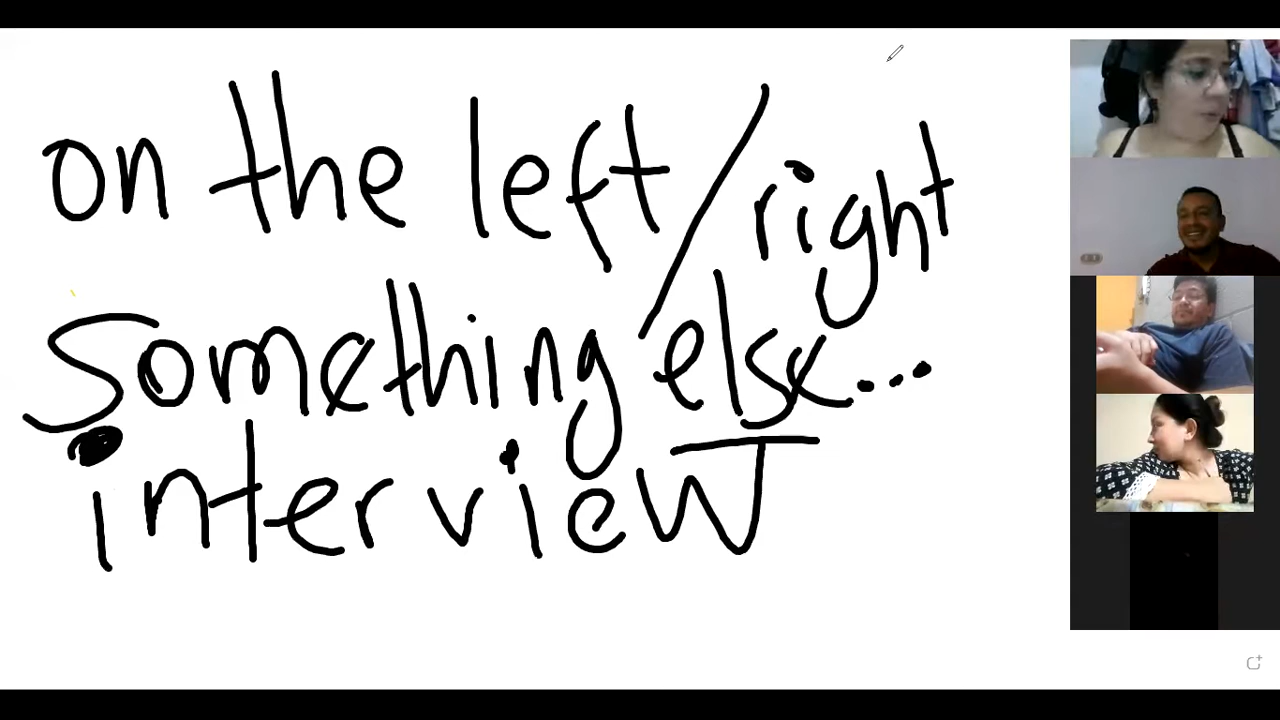 on the left/right
something else...
interview